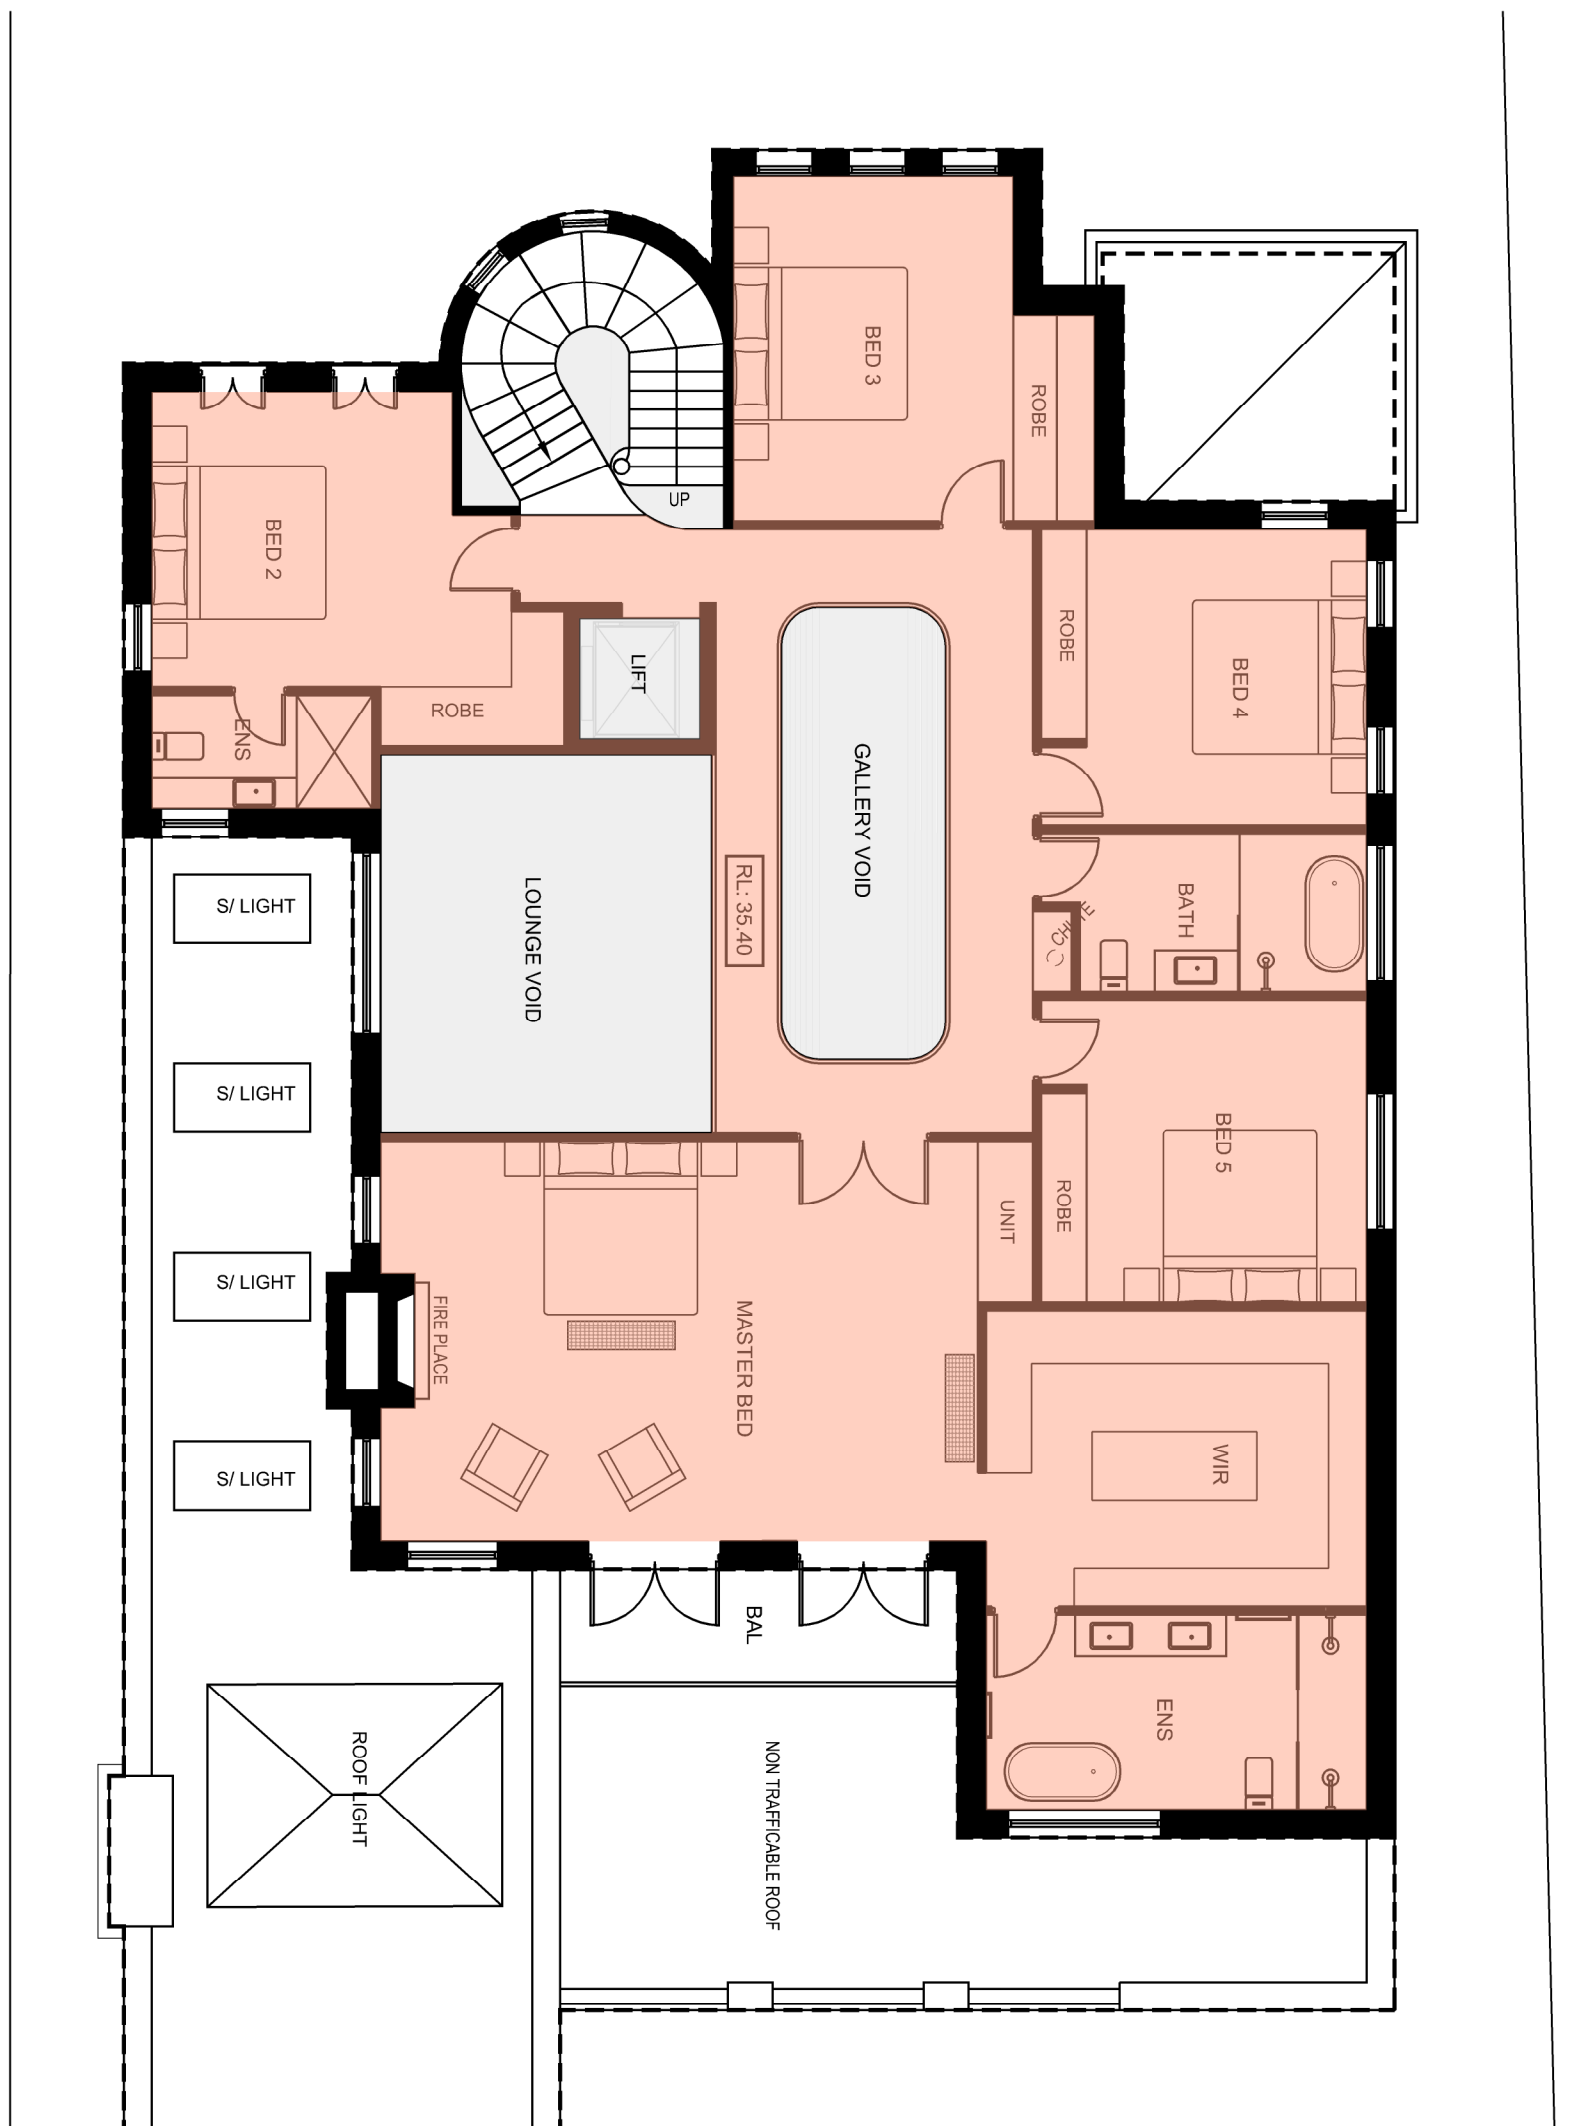 BED 3
ROBE
UP
BED 2
LIFT
ROBE
BED 4
ROBE
ENS
GALLERY VOID
LOUNGE VOID
RL: 35.40
BATH
S/ LIGHT
S/ LIGHT
BED 5
ROBE
UNIT
S/ LIGHT
FIRE PLACE
MASTER BED
WIR
S/ LIGHT
BAL
ENS
ROOF LIGHT
NON TRAFFICABLE ROOF